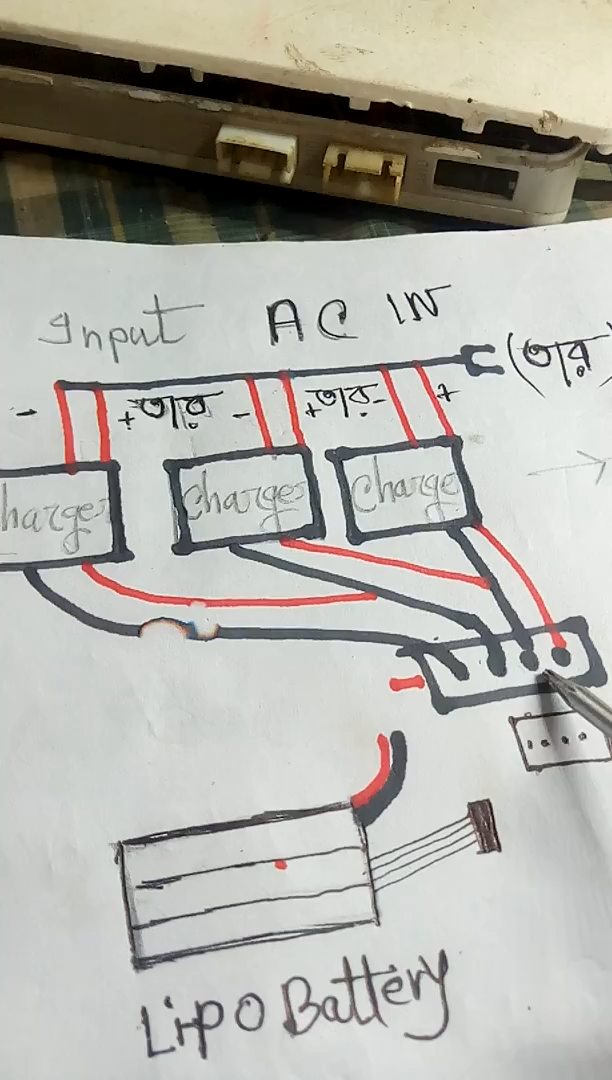 Input AC IN
(তার)
- + তার - + তার - +
harger Charger Charge
LipO Battery